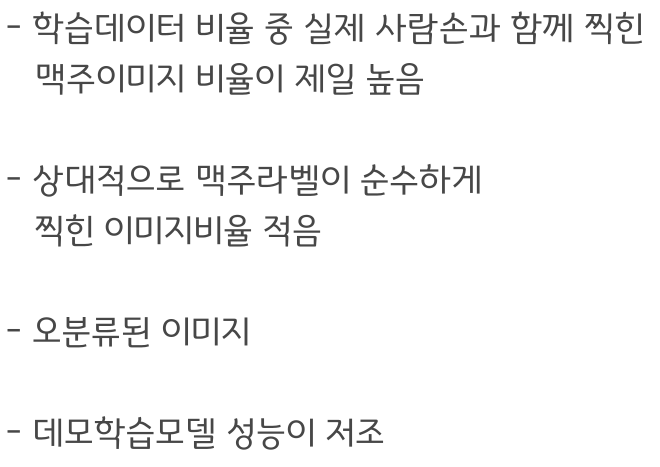 - 학습데이터 비율 중 실제 사람손과 함께 찍힌
맥주이미지 비율이 제일 높음
- 상대적으로 맥주라벨이 순수하게
찍힌 이미지비율 적음
- 오분류된 이미지
- 데모학습모델 성능이 저조